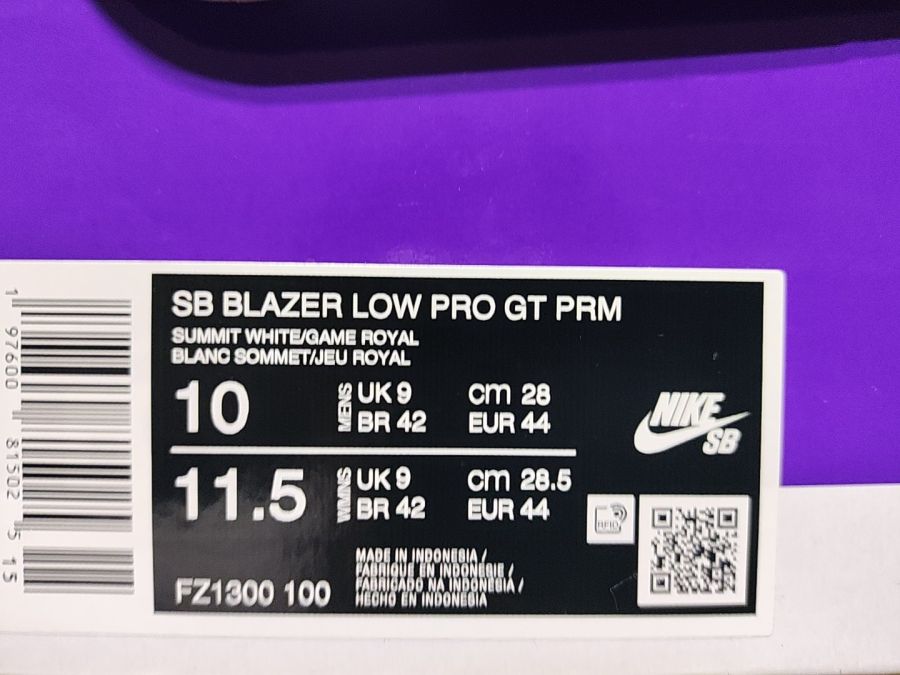 SB BLAZER LOW PRO GT PRM
SUMMIT WHITE/GAME ROYAL
BLANC SOMMET/JEU ROYAL
10 MENS UK 9 cm 28
BR 42 EUR 44
11.5 WMNS UK 9 cm 28.5
BR 42 EUR 44
NIKE
SB
RFID
MADE IN INDONESIA /
FABRIQUE EN INDONESIE /
FABRICADO NA INDONESIA /
HECHO EN INDONESIA
FZ1300 100
1 97600 81502 5 15